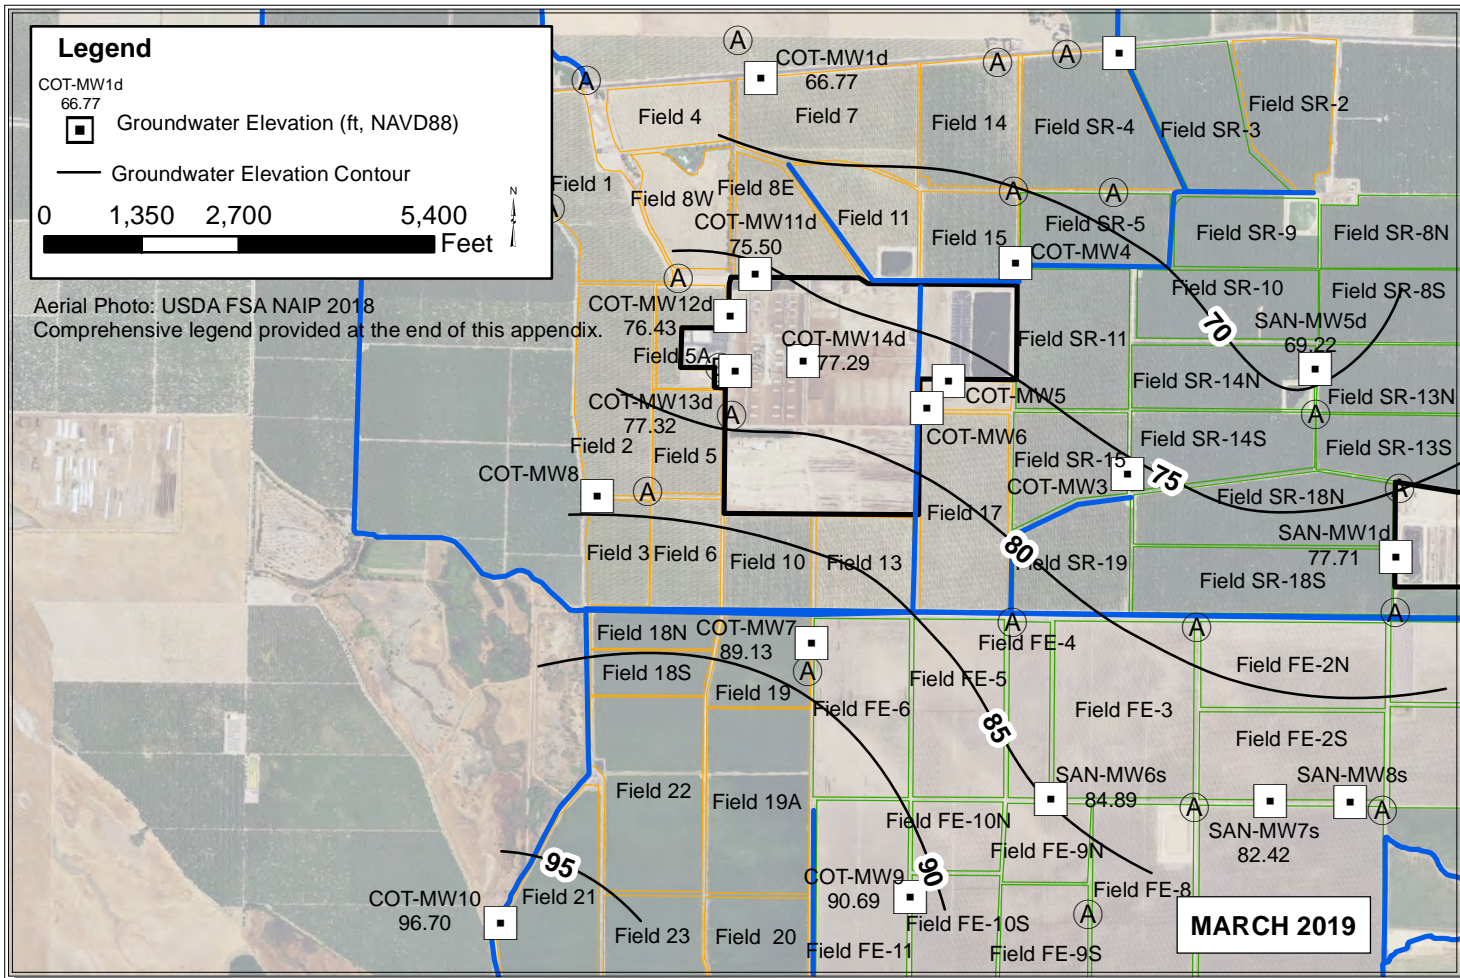 Legend
COT-MW1d
66.77
Groundwater Elevation (ft, NAVD88)
Groundwater Elevation Contour
0 1,350 2,700 5,400
Feet
N
Aerial Photo: USDA FSA NAIP 2018
Comprehensive legend provided at the end of this appendix.
A
A
A
A
COT-MW1d
66.77
Field 4
Field 7
Field 14
Field SR-4
Field SR-3
Field SR-2
Field 1
A
Field 8W
Field 8E
Field 11
A
A
COT-MW11d
75.50
Field 15
Field SR-5
Field SR-9
Field SR-8N
COT-MW4
A
COT-MW12d
76.43
Field SR-10
Field SR-8S
70
SAN-MW5d
69.22
Field 5A
COT-MW14d
77.29
Field SR-11
Field SR-14N
Field SR-13N
COT-MW13d
77.32
A
COT-MW5
COT-MW6
A
Field 2
Field 5
Field SR-14S
Field SR-13S
COT-MW8
A
Field SR-15
COT-MW3
75
Field SR-18N
A
Field 17
80
SAN-MW1d
77.71
Field 3
Field 6
Field 10
Field 13
Field SR-19
Field SR-18S
A
A
A
Field 18N
COT-MW7
89.13
Field FE-4
Field FE-2N
Field 18S
A
Field 19
Field FE-6
Field FE-5
Field FE-3
85
Field FE-2S
Field 22
Field 19A
SAN-MW6s
84.89
A
SAN-MW8s
A
SAN-MW7s
82.42
Field FE-10N
Field FE-9N
95
90
COT-MW9
90.69
Field FE-8
COT-MW10
96.70
Field 21
Field FE-10S
A
Field 23
Field 20
Field FE-11
Field FE-9S
MARCH 2019